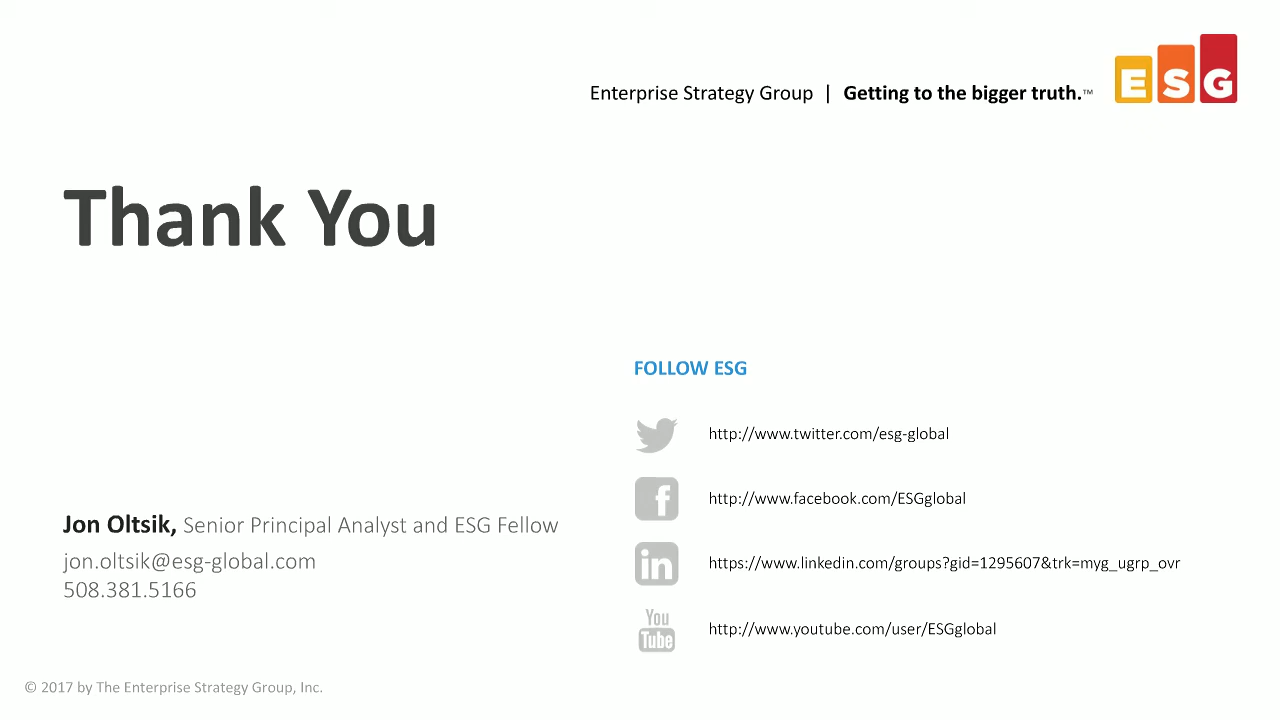 Enterprise Strategy Group | Getting to the bigger truth.™
ESG
Thank You
FOLLOW ESG
http://www.twitter.com/esg-global
f http://www.facebook.com/ESGglobal
in https://www.linkedin.com/groups?gid=1295607&trk=myg_ugrp_ovr
You Tube http://www.youtube.com/user/ESGglobal
Jon Oltsik, Senior Principal Analyst and ESG Fellow
jon.oltsik@esg-global.com
508.381.5166
© 2017 by The Enterprise Strategy Group, Inc.